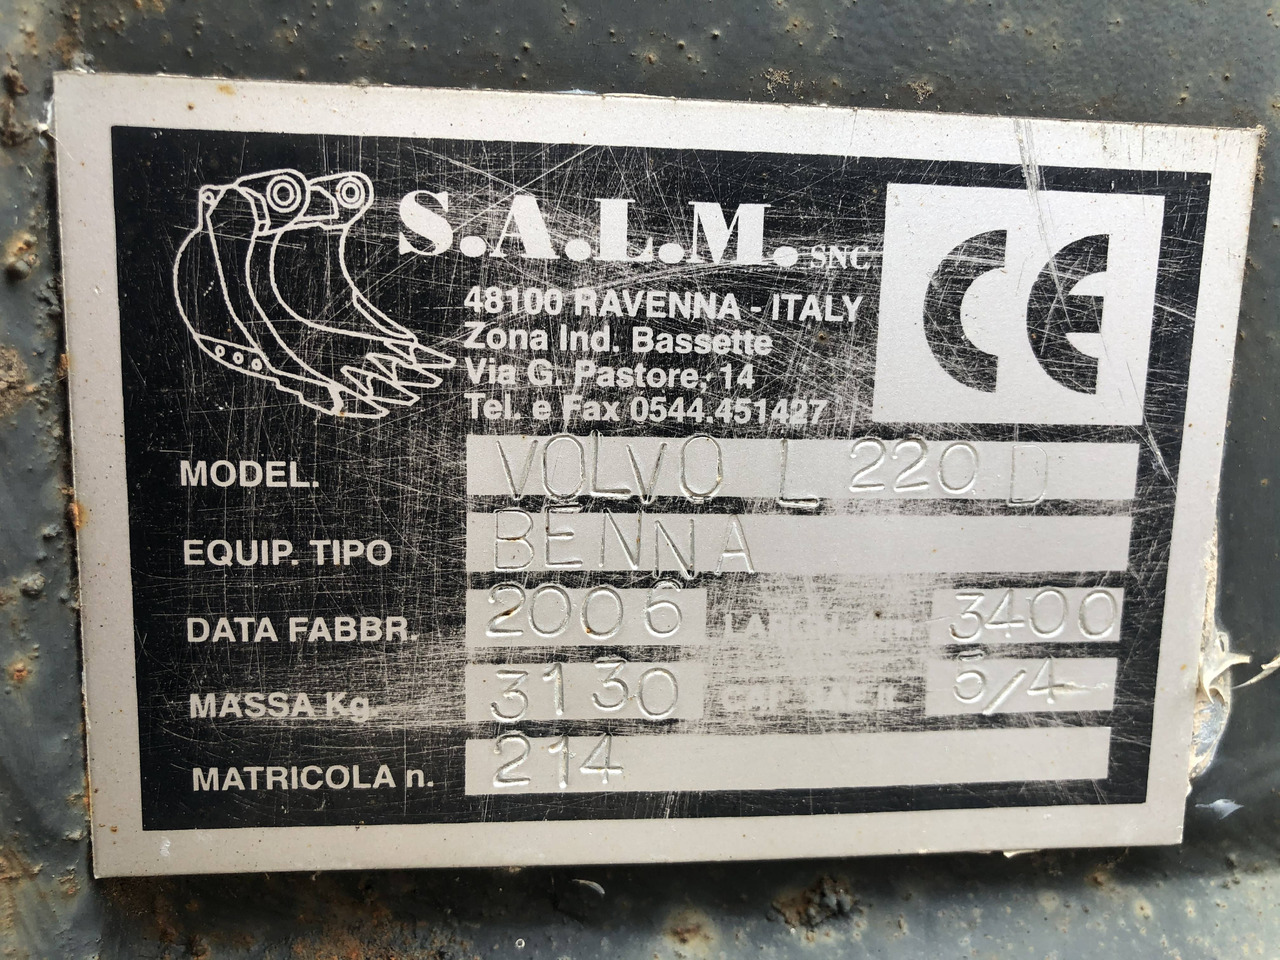 S.A.L.M. SNC.
CE
48100 RAVENNA - ITALY
Zona Ind. Bassette
Via G. Pastore, 14
Tel. e Fax 0544.451427
MODEL. VOLVO L 220 D
EQUIP. TIPO BENNA
DATA FABBR. 2006 3400
MASSA Kg. 3130 5/4
MATRICOLA n. 214